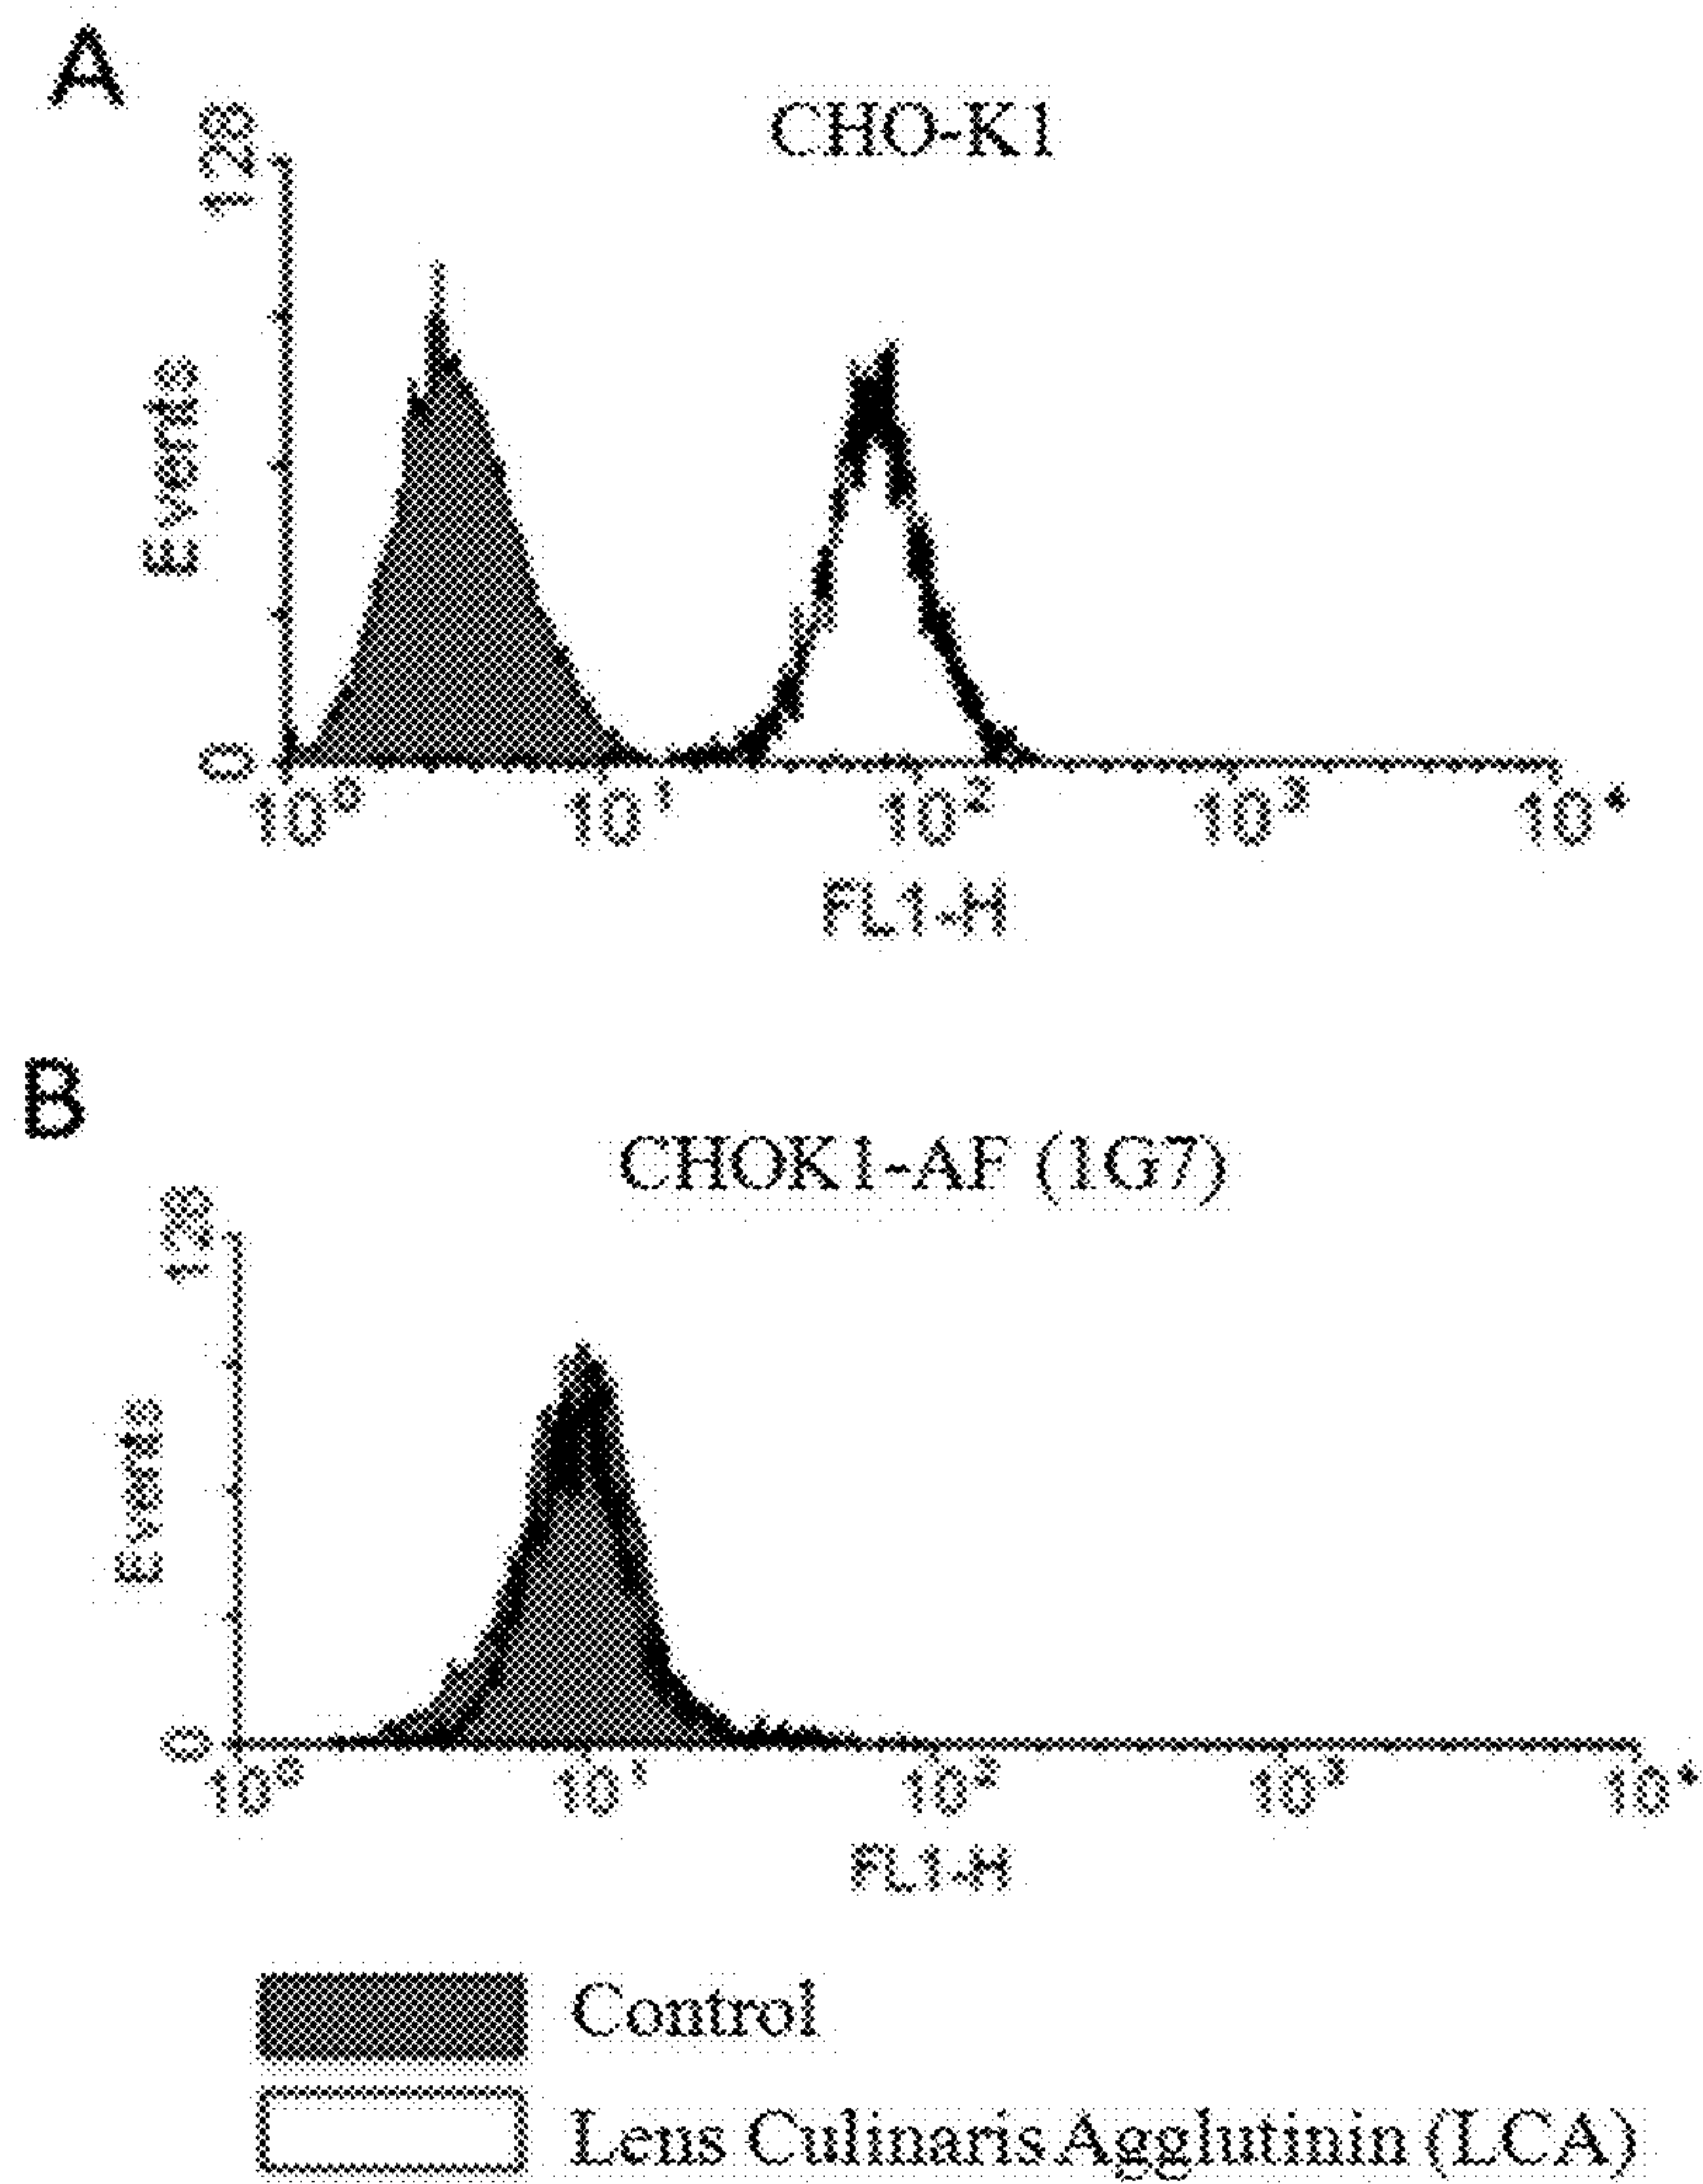 A
CHO-K1
128
Events
0
10⁰ 10¹ 10² 10³ 10⁴
FL1-H
B
CHOK1-AF (1G7)
128
Events
0
10⁰ 10¹ 10² 10³ 10⁴
FL1-H
Control
Lens Culinaris Agglutinin (LCA)